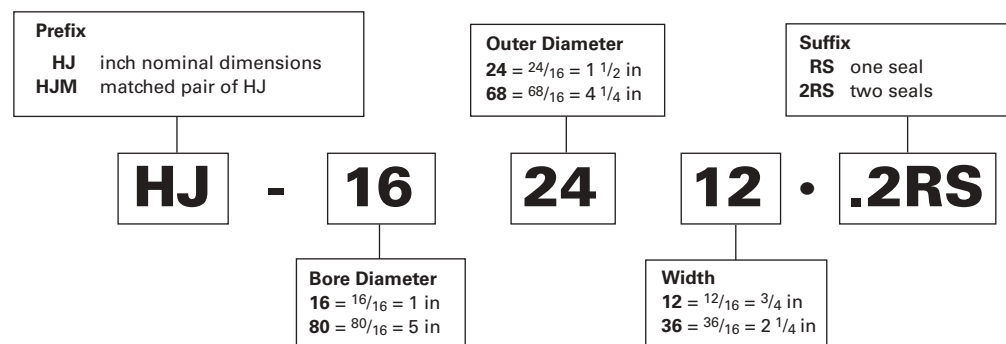 Prefix
HJ inch nominal dimensions
HJM matched pair of HJ
Outer Diameter
24 = 24/16 = 1 1/2 in
68 = 68/16 = 4 1/4 in
Suffix
RS one seal
2RS two seals
HJ - 16 24 12 • .2RS
Bore Diameter
16 = 16/16 = 1 in
80 = 80/16 = 5 in
Width
12 = 12/16 = 3/4 in
36 = 36/16 = 2 1/4 in